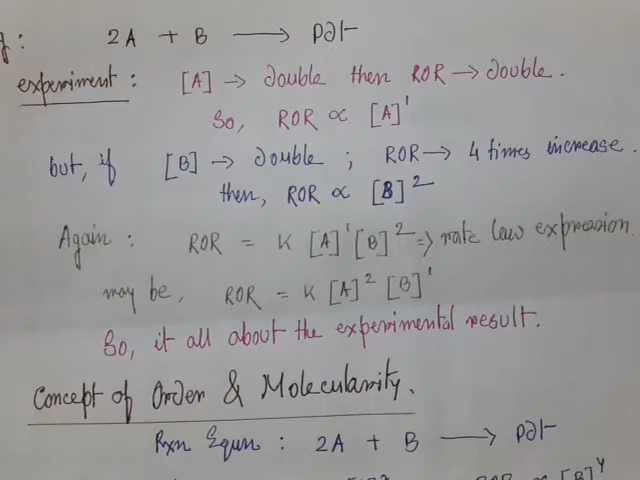 g: 2A + B → Pdt
experiment: [A] → double then ROR → double.
So, ROR ∝ [A]¹
but, if [B] → double; ROR → 4 times increase.
then, ROR ∝ [B]²
Again: ROR = K [A]¹ [B]² ⇒ rate law expression
may be, ROR = K [A]² [B]¹
So, it all about the experimental result.
Concept of Order & Molecularity.
Rxn Equn: 2A + B → Pdt
[B]^Y